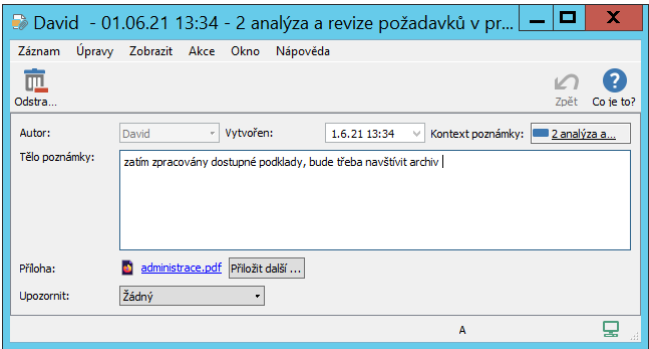 David - 01.06.21 13:34 - 2 analýza a revize požadavků v pr...
Záznam Úpravy Zobrazit Akce Okno Nápověda
Odstra... Zpět Co je to?
Autor: David Vytvořen: 1.6.21 13:34 Kontext poznámky: 2 analýza a...
Tělo poznámky: zatím zpracovány dostupné podklady, bude třeba navštívit archiv
Příloha: administrace.pdf Přiložit další ...
Upozornit: Žádný
A